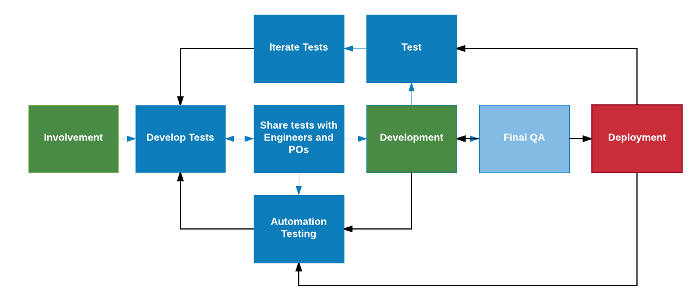 Iterate Tests
Test
Involvement
Develop Tests
Share tests with
Engineers and
POs
Development
Final QA
Deployment
Automation
Testing